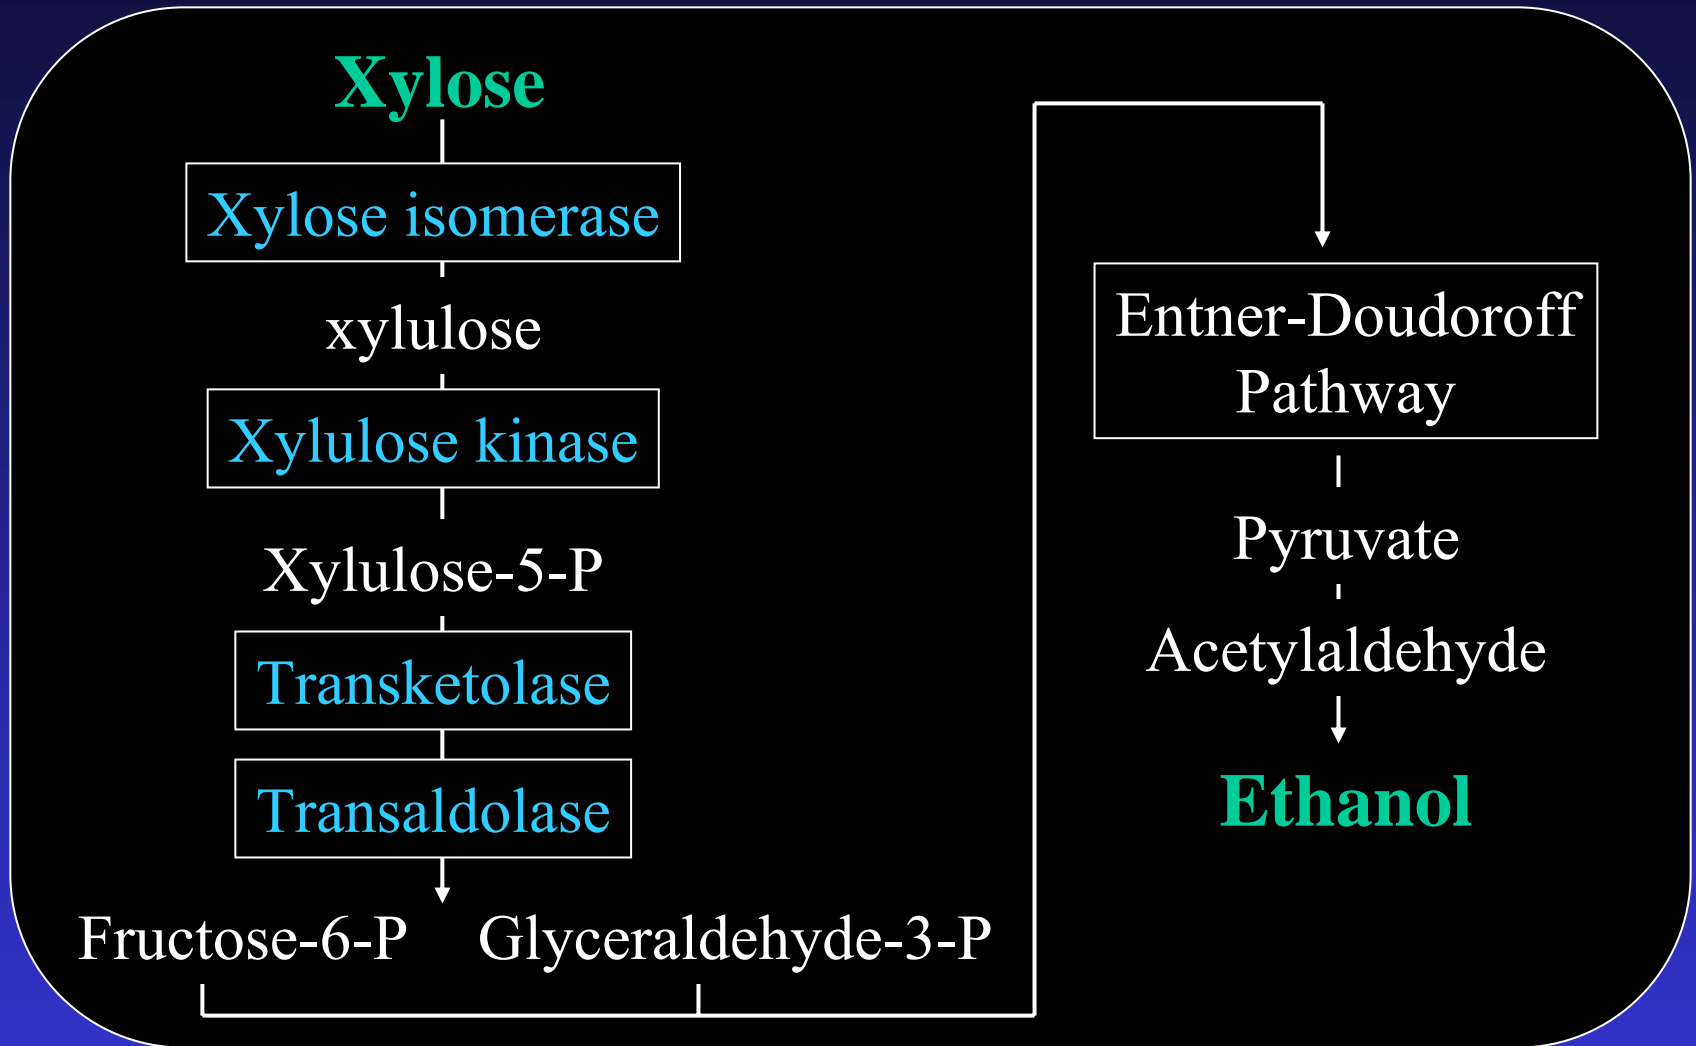 Xylose
Xylose isomerase
xylulose
Xylulose kinase
Xylulose-5-P
Transketolase
Transaldolase
Fructose-6-P
Glyceraldehyde-3-P
Entner-Doudoroff
Pathway
Pyruvate
Acetylaldehyde
Ethanol